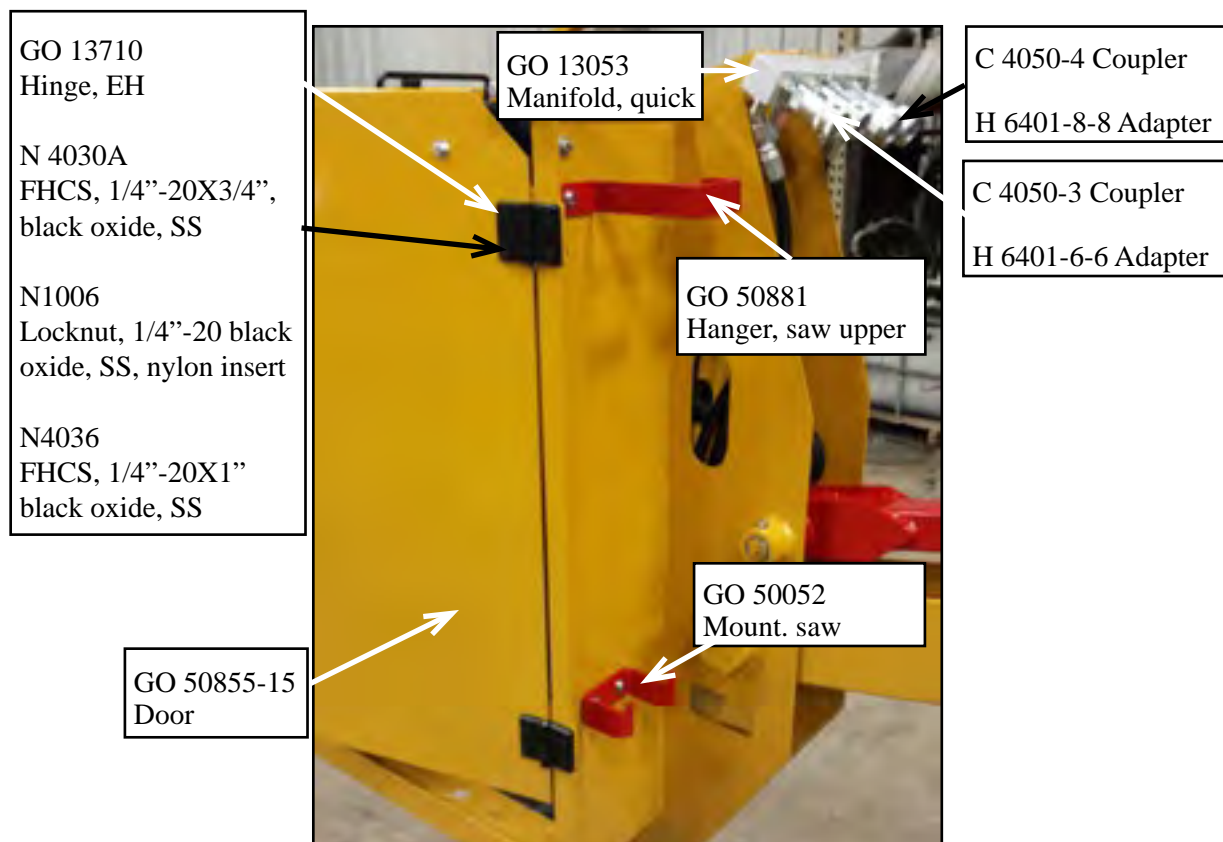 GO 13710
Hinge, EH
N 4030A
FHCS, 1/4”-20X3/4”,
black oxide, SS
N1006
Locknut, 1/4”-20 black
oxide, SS, nylon insert
N4036
FHCS, 1/4”-20X1”
black oxide, SS
GO 13053
Manifold, quick
C 4050-4 Coupler
H 6401-8-8 Adapter
C 4050-3 Coupler
H 6401-6-6 Adapter
GO 50881
Hanger, saw upper
GO 50052
Mount. saw
GO 50855-15
Door